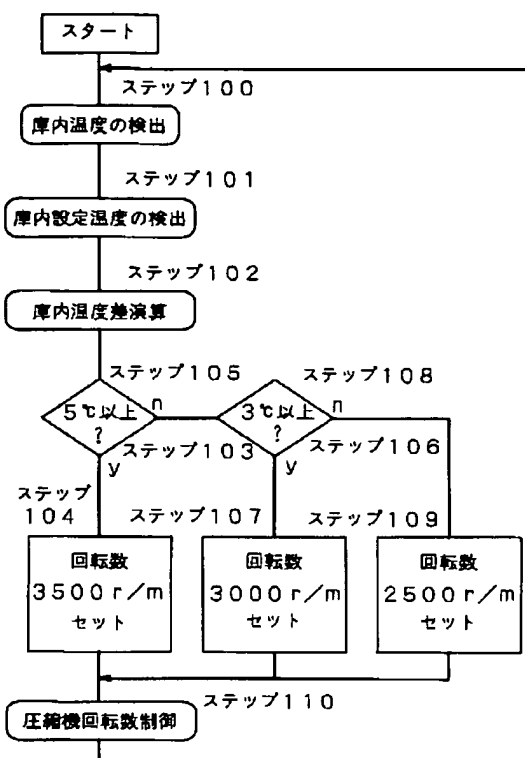 スタート
ステップ100
庫内温度の検出
ステップ101
庫内設定温度の検出
ステップ102
庫内温度差演算
ステップ105
ステップ108
5℃以上
?
n
3℃以上
?
n
ステップ103
y
ステップ106
y
ステップ
104
ステップ107
ステップ109
回転数
3500r/m
セット
回転数
3000r/m
セット
回転数
2500r/m
セット
ステップ110
圧縮機回転数制御